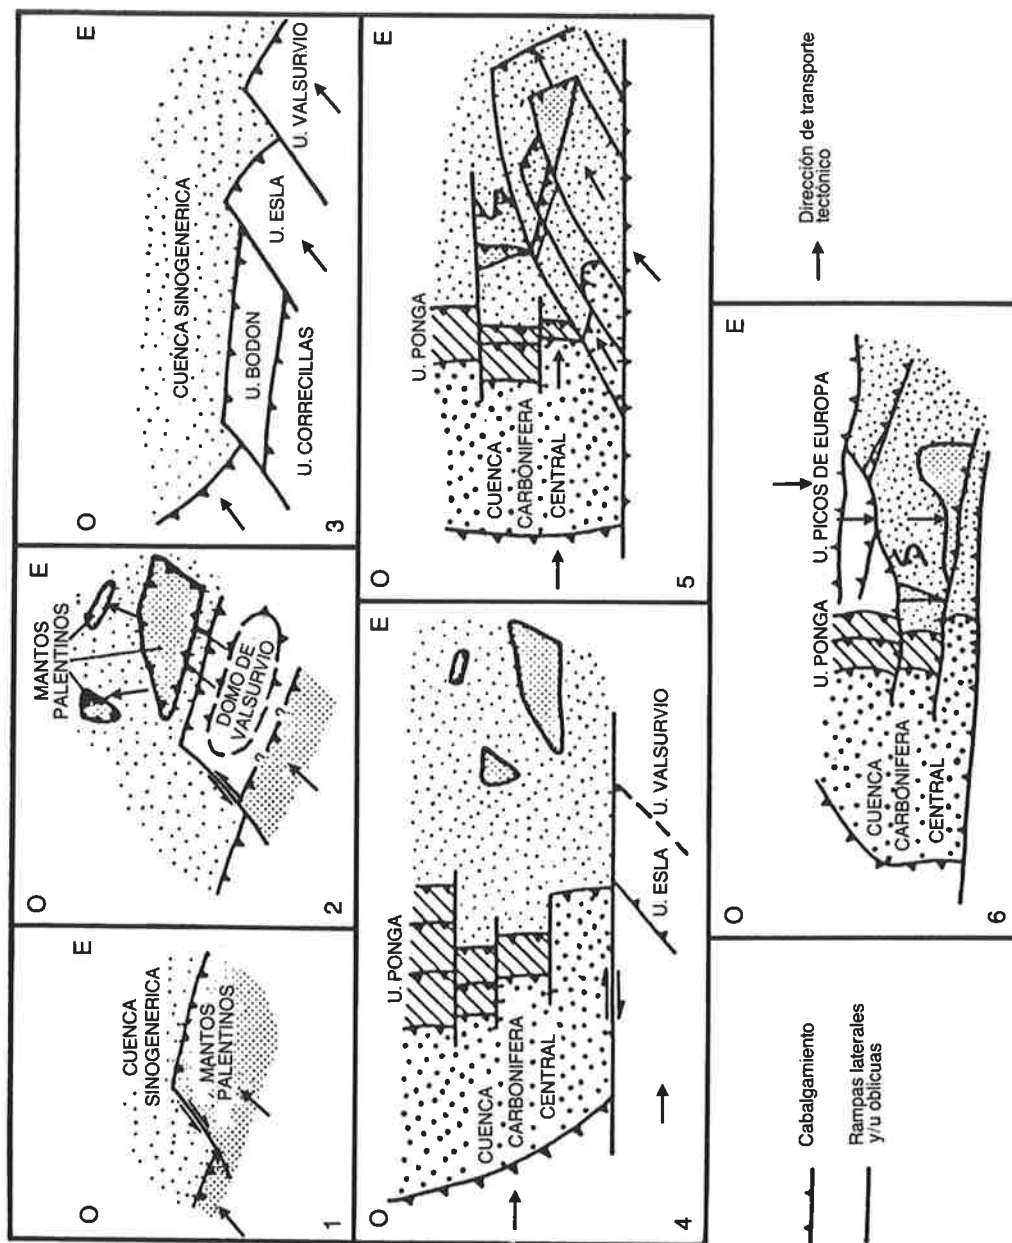 O
E
CUENCA
SINOGENERICA
MANTOS
PALENTINOS
1
O
E
MANTOS
PALENTINOS
DOMO DE
VALSURVIO
?
?
2
O
E
CUENCA SINOGENERICA
U. BODON
U. CORRECILLAS
U. ESLA
U. VALSURVIO
3
O
E
U. PONGA
CUENCA
CARBONIFERA
CENTRAL
U. ESLA
U. VALSURVIO
4
O
E
U. PONGA
CUENCA
CARBONIFERA
CENTRAL
5
O
E
U. PONGA
U. PICOS DE EUROPA
CUENCA
CARBONIFERA
CENTRAL
6
Cabalgamiento
Rampas laterales
y/u oblicuas
Dirección de transporte
tectónico